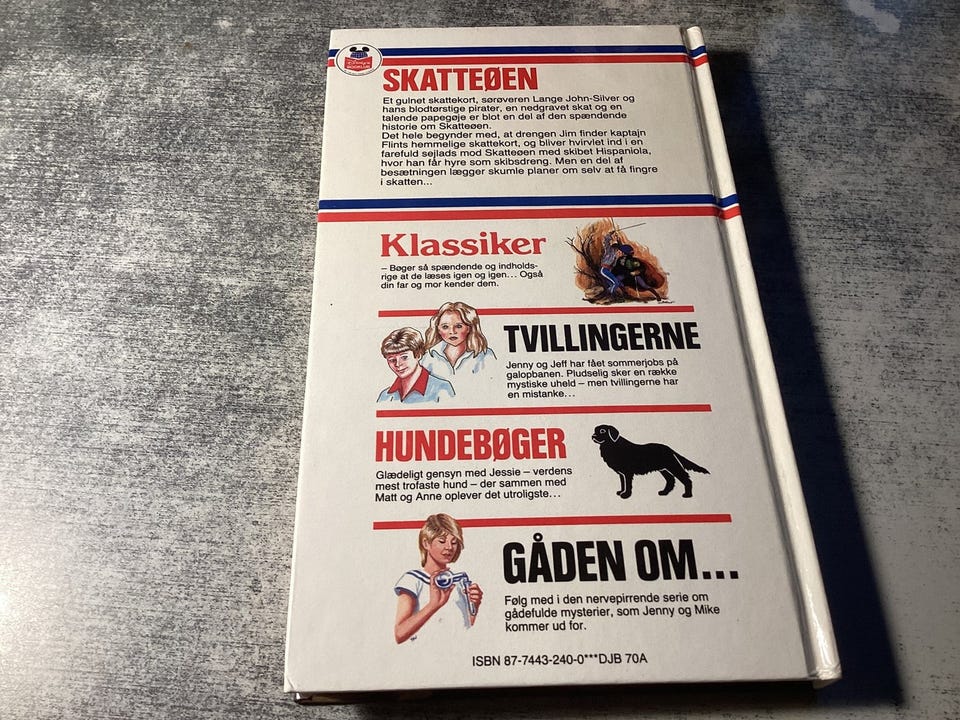 Disney's
BOGKLUB
SKATTEØEN
Et gulnet skattekort, sørøveren Lange John-Silver og
hans blodtørstige pirater, en nedgravet skat og en
talende papegøje er blot en del af den spændende
historie om Skatteøen.
Det hele begynder med, at drengen Jim finder kaptajn
Flints hemmelige skattekort, og bliver hvirvlet ind i en
farefuld sejlads mod Skatteøen med skibet Hispaniola,
hvor han får hyre som skibsdreng. Men en del af
besætningen lægger skumle planer om selv at få fingre
i skatten...
Klassiker
– Bøger så spændende og indholds-
rige at de læses igen og igen... Også
din far og mor kender dem.
TVILLINGERNE
Jenny og Jeff har fået sommerjobs på
galopbanen. Pludselig sker en række
mystiske uheld – men tvillingerne har
en mistanke...
HUNDEBØGER
Glædeligt gensyn med Jessie – verdens
mest trofaste hund – der sammen med
Matt og Anne oplever det utroligste...
GÅDEN OM...
Følg med i den nervepirrende serie om
gådefulde mysterier, som Jenny og Mike
kommer ud for.
ISBN 87-7443-240-0***DJB 70A